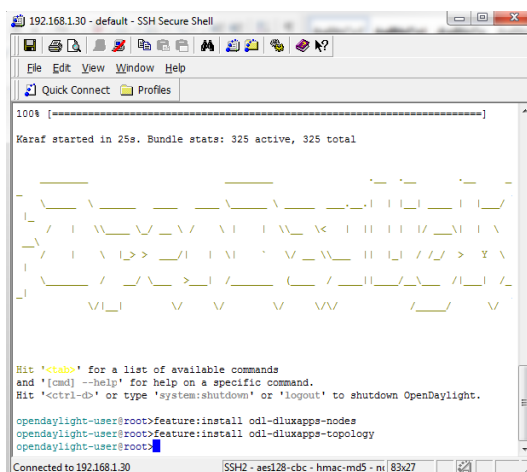 192.168.1.30 - default - SSH Secure Shell
File Edit View Window Help
Quick Connect Profiles
100% [========================================================================]
Karaf started in 25s. Bundle stats: 325 active, 325 total
Hit '<tab>' for a list of available commands
and '[cmd] --help' for help on a specific command.
Hit '<ctrl-d>' or type 'system:shutdown' or 'logout' to shutdown OpenDaylight.
opendaylight-user@root>feature:install odl-dluxapps-nodes
opendaylight-user@root>feature:install odl-dluxapps-topology
opendaylight-user@root>
Connected to 192.168.1.30 SSH2 - aes128-cbc - hmac-md5 - 83x27